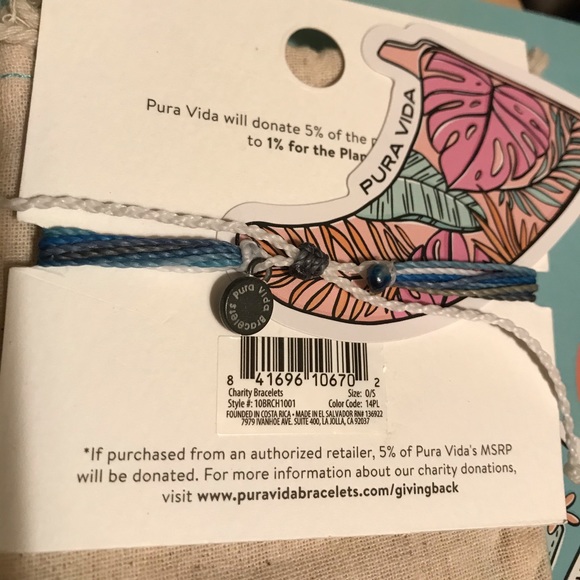 Pura Vida will donate 5% of the
to 1% for the
PURA VIDA
Pura Vida Bracelets
8 41696 10670 2
Charity Bracelets Size: O/S
Style #: 10BRCH1001 Color Code: 14PL
FOUNDED IN COSTA RICA • MADE IN EL SALVADOR RN# 136922
7979 IVANHOE AVE. SUITE 400, LA JOLLA, CA 92037
*If purchased from an authorized retailer, 5% of Pura Vida's MSRP
will be donated. For more information about our charity donations,
visit www.puravidabracelets.com/givingback